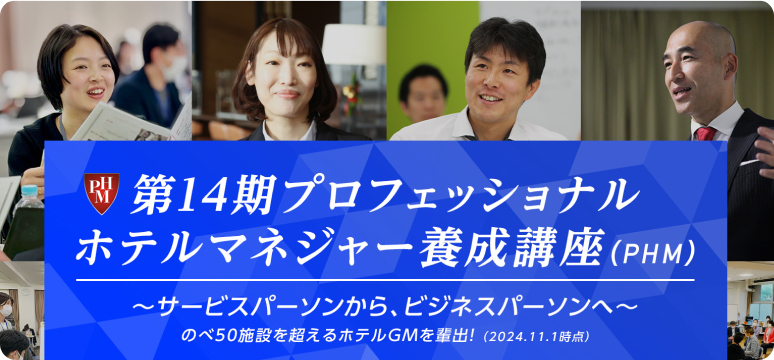 PHM
第14期プロフェッショナル
ホテルマネジャー養成講座(PHM)
〜サービスパーソンから、ビジネスパーソンへ〜
のべ50施設を超えるホテルGMを輩出!(2024.11.1時点)